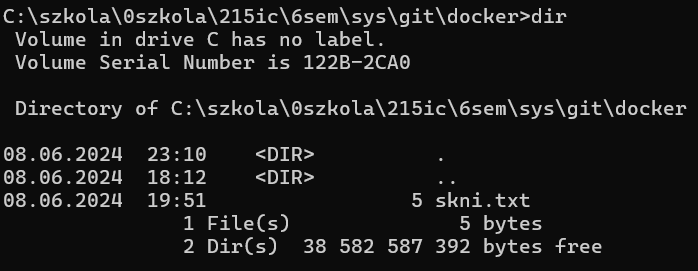 C:\szkola\0szkola\215ic\6sem\sys\git\docker>dir
 Volume in drive C has no label.
 Volume Serial Number is 122B-2CA0

 Directory of C:\szkola\0szkola\215ic\6sem\sys\git\docker

08.06.2024  23:10    <DIR>          .
08.06.2024  18:12    <DIR>          ..
08.06.2024  19:51                 5 skni.txt
               1 File(s)              5 bytes
               2 Dir(s)  38 582 587 392 bytes free